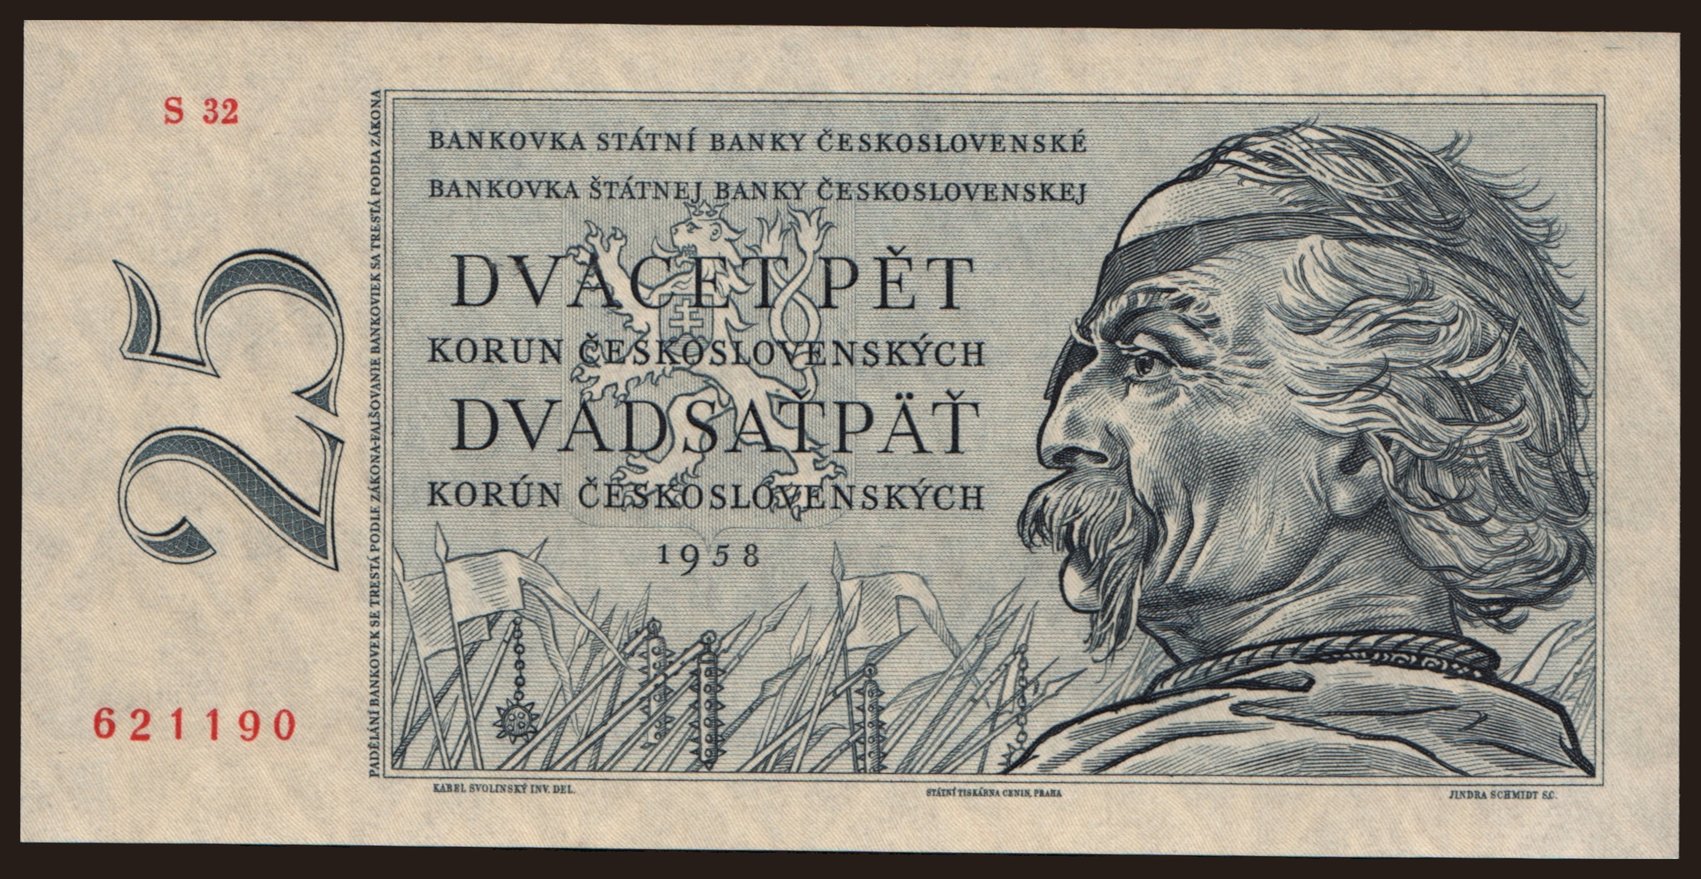 S 32
25
621190
PADĚLÁNÍ BANKOVEK SE TRESTÁ PODLE ZÁKONA-FALŠOVANIE BANKOVIEK SA TRESTÁ PODĽA ZÁKONA
BANKOVKA STÁTNÍ BANKY ČESKOSLOVENSKÉ
BANKOVKA ŠTÁTNEJ BANKY ČESKOSLOVENSKEJ
DVACET PĚT
KORUN ČESKOSLOVENSKÝCH
DVADSAŤPÄŤ
KORÚN ČESKOSLOVENSKÝCH
1958
KAREL SVOLINSKÝ INV. DEL.
STÁTNÍ TISKÁRNA CENIN, PRAHA
JINDRA SCHMIDT SC.